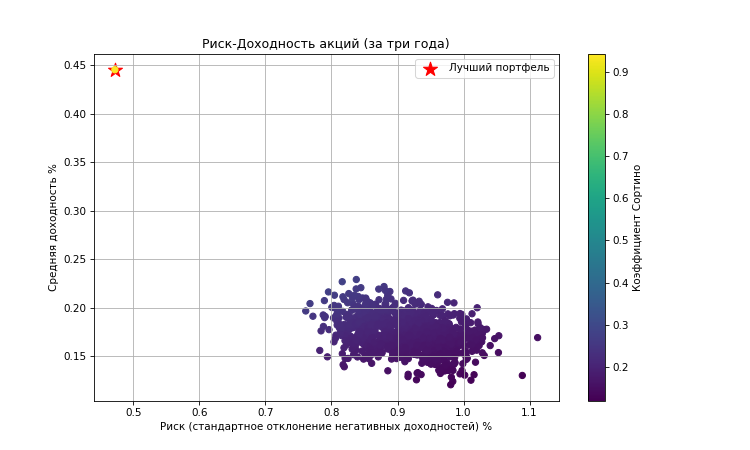 Риск-Доходность акций (за три года)
Лучший портфель
Средняя доходность %
0.45
0.40
0.35
0.30
0.25
0.20
0.15
0.5 0.6 0.7 0.8 0.9 1.0 1.1
Риск (стандартное отклонение негативных доходностей) %
0.9
0.8
0.7
0.6
0.5
0.4
0.3
0.2
Коэффициент Сортино